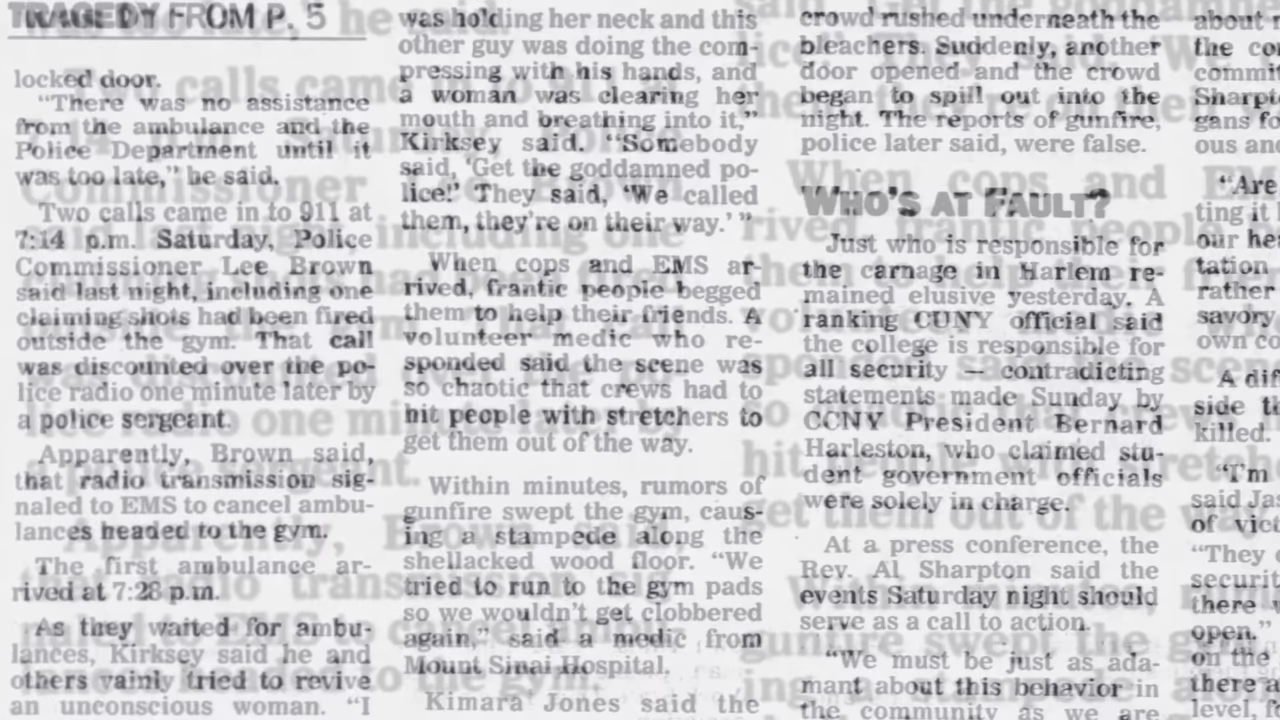 TRAGEDY FROM P. 5
locked door.
"There was no assistance
from the ambulance and the
Police Department until it
was too late," he said.
Two calls came in to 911 at
7:14 p.m. Saturday, Police
Commissioner Lee Brown
said last night, including one
claiming shots had been fired
outside the gym. That call
was discounted over the po-
lice radio one minute later by
a police sergeant.
Apparently, Brown said,
that radio transmission sig-
naled to EMS to cancel ambu-
lances headed to the gym.
The first ambulance ar-
rived at 7:28 p.m.
As they waited for ambu-
lances, Kirksey said he and
others vainly tried to revive
an unconscious woman. "I
was holding her neck and this
other guy was doing the com-
pressing with his hands, and
a woman was clearing her
mouth and breathing into it,"
Kirksey said. "Somebody
said, 'Get the goddamned po-
lice!' They said, 'We called
them, they're on their way.' "
When cops and EMS ar-
rived, frantic people begged
them to help their friends. A
volunteer medic who re-
sponded said the scene was
so chaotic that crews had to
hit people with stretchers to
get them out of the way.
Within minutes, rumors of
gunfire swept the gym, caus-
ing a stampede along the
shellacked wood floor. "We
tried to run to the gym pads
so we wouldn't get clobbered
again," said a medic from
Mount Sinai Hospital.
Kimara Jones said the
crowd rushed underneath the
bleachers. Suddenly, another
door opened and the crowd
began to spill out into the
night. The reports of gunfire,
police later said, were false.
WHO'S AT FAULT?
Just who is responsible for
the carnage in Harlem re-
mained elusive yesterday. A
ranking CUNY official said
the college is responsible for
all security — contradicting
statements made Sunday by
CCNY President Bernard
Harleston, who claimed stu-
dent government officials
were solely in charge.
At a press conference, the
Rev. Al Sharpton said the
events Saturday night should
serve as a call to action.
"We must be just as ada-
mant about this behavior in
the community as we are
about
the
commit
Sharpt
gans fo
ous and
"Are
ting it
our he
tation
rather
savory
own co
A dif
side th
killed.
"I'm
said Ja
of vict
"They
securit
there
open."
on the
there a
level, f